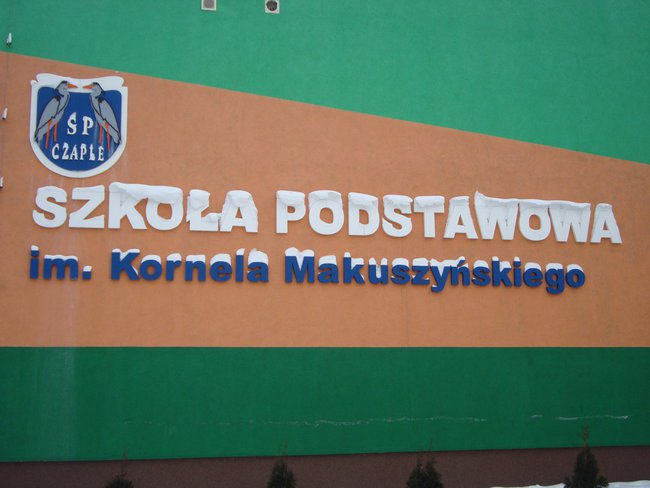 SP
CZAPLE
SZKOŁA PODSTAWOWA
im. Kornela Makuszyńskiego